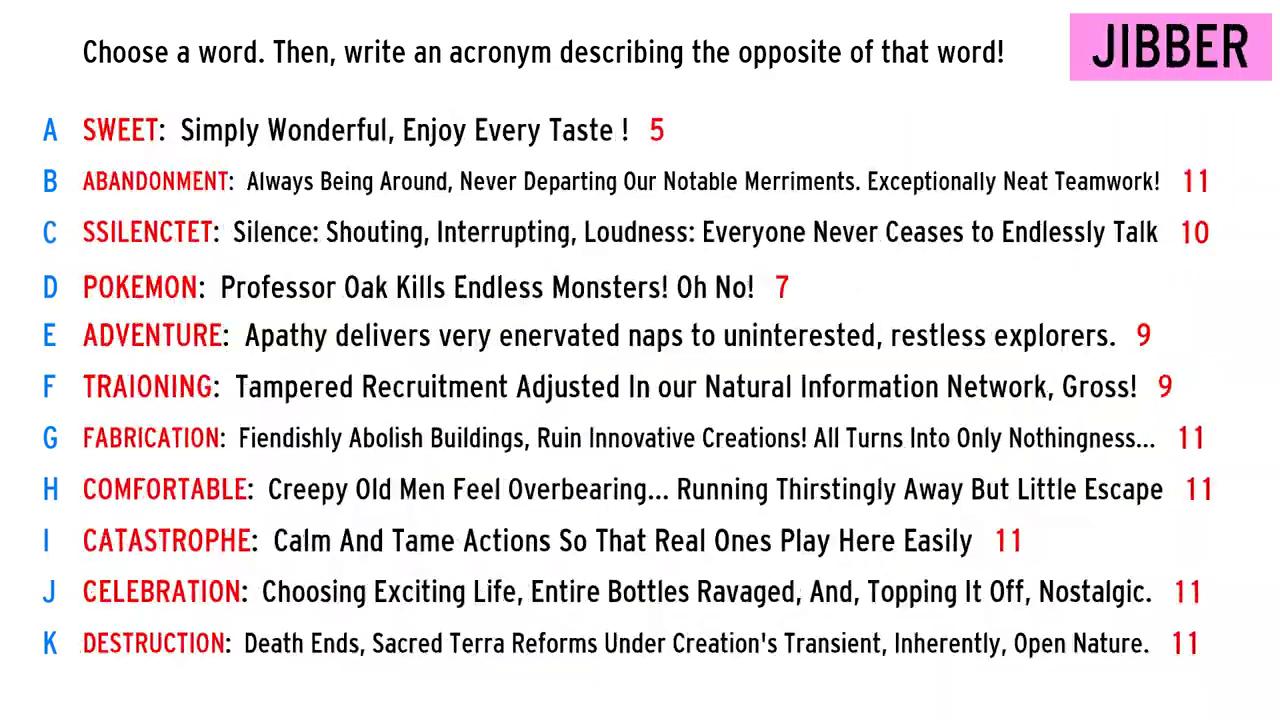 Choose a word. Then, write an acronym describing the opposite of that word!
JIBBER
A SWEET: Simply Wonderful, Enjoy Every Taste ! 5
B ABANDONMENT: Always Being Around, Never Departing Our Notable Merriments. Exceptionally Neat Teamwork! 11
C SSILENCTET: Silence: Shouting, Interrupting, Loudness: Everyone Never Ceases to Endlessly Talk 10
D POKEMON: Professor Oak Kills Endless Monsters! Oh No! 7
E ADVENTURE: Apathy delivers very enervated naps to uninterested, restless explorers. 9
F TRAIONING: Tampered Recruitment Adjusted In our Natural Information Network, Gross! 9
G FABRICATION: Fiendishly Abolish Buildings, Ruin Innovative Creations! All Turns Into Only Nothingness... 11
H COMFORTABLE: Creepy Old Men Feel Overbearing... Running Thirstingly Away But Little Escape 11
I CATASTROPHE: Calm And Tame Actions So That Real Ones Play Here Easily 11
J CELEBRATION: Choosing Exciting Life, Entire Bottles Ravaged, And, Topping It Off, Nostalgic. 11
K DESTRUCTION: Death Ends, Sacred Terra Reforms Under Creation's Transient, Inherently, Open Nature. 11